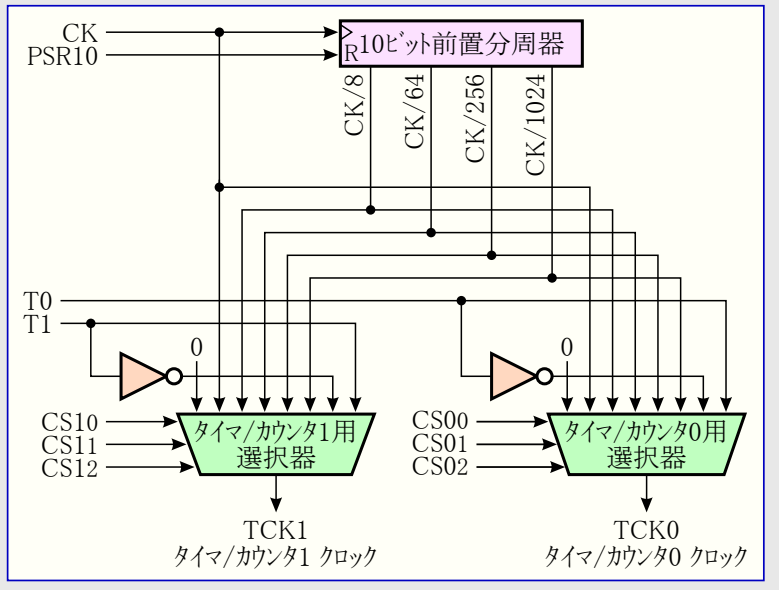 CK
PSR10
R
10ビット前置分周器
CK/8
CK/64
CK/256
CK/1024
T0
T1
0
0
CS10
CS11
CS12
タイマ/カウンタ1用
選択器
CS00
CS01
CS02
タイマ/カウンタ0用
選択器
TCK1
タイマ/カウンタ1 クロック
TCK0
タイマ/カウンタ0 クロック